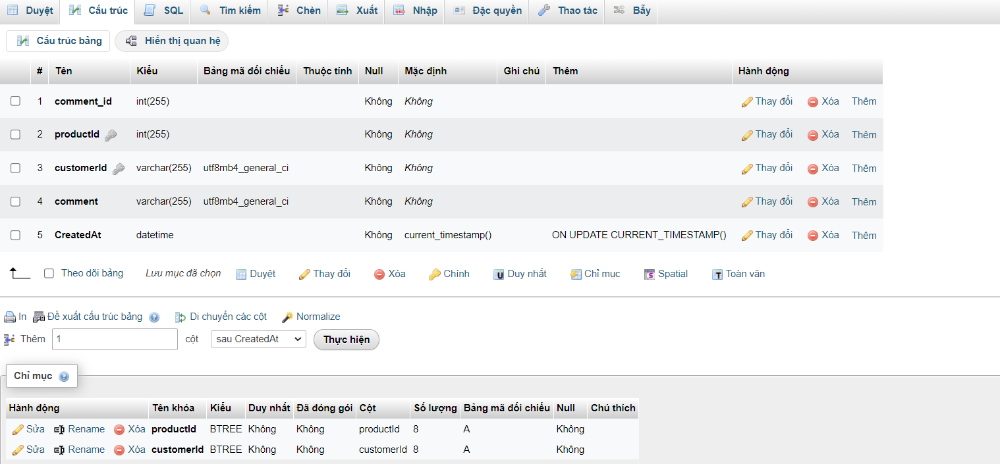 Duyệt Cấu trúc SQL Tìm kiếm Chèn Xuất Nhập Đặc quyền Thao tác Bẫy
Cấu trúc bảng Hiển thị quan hệ
# Tên Kiểu Bảng mã đối chiếu Thuộc tính Null Mặc định Ghi chú Thêm Hành động
1 comment_id int(255) Không Không Thay đổi Xóa Thêm
2 productId int(255) Không Không Thay đổi Xóa Thêm
3 customerId varchar(255) utf8mb4_general_ci Không Không Thay đổi Xóa Thêm
4 comment varchar(255) utf8mb4_general_ci Không Không Thay đổi Xóa Thêm
5 CreatedAt datetime Không current_timestamp() ON UPDATE CURRENT_TIMESTAMP() Thay đổi Xóa Thêm
Theo dõi bảng Lưu mục đã chọn Duyệt Thay đổi Xóa Chính U Duy nhất Chỉ mục S Spatial T Toàn văn
In Đề xuất cấu trúc bảng Di chuyển các cột Normalize
Thêm 1 cột sau CreatedAt Thực hiện
Chỉ mục
Hành động Tên khóa Kiểu Duy nhất Đã đóng gói Cột Số lượng Bảng mã đối chiếu Null Chú thích
Sửa Rename Xóa productId BTREE Không Không productId 8 A Không
Sửa Rename Xóa customerId BTREE Không Không customerId 8 A Không